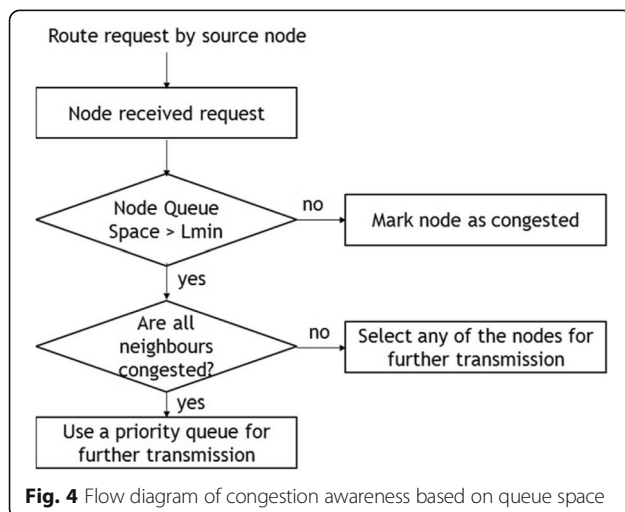 Route request by source node
Node received request
Node Queue
Space > Lmin
no
Mark node as congested
yes
Are all
neighbours
congested?
no
Select any of the nodes for
further transmission
yes
Use a priority queue for
further transmission
Fig. 4 Flow diagram of congestion awareness based on queue space